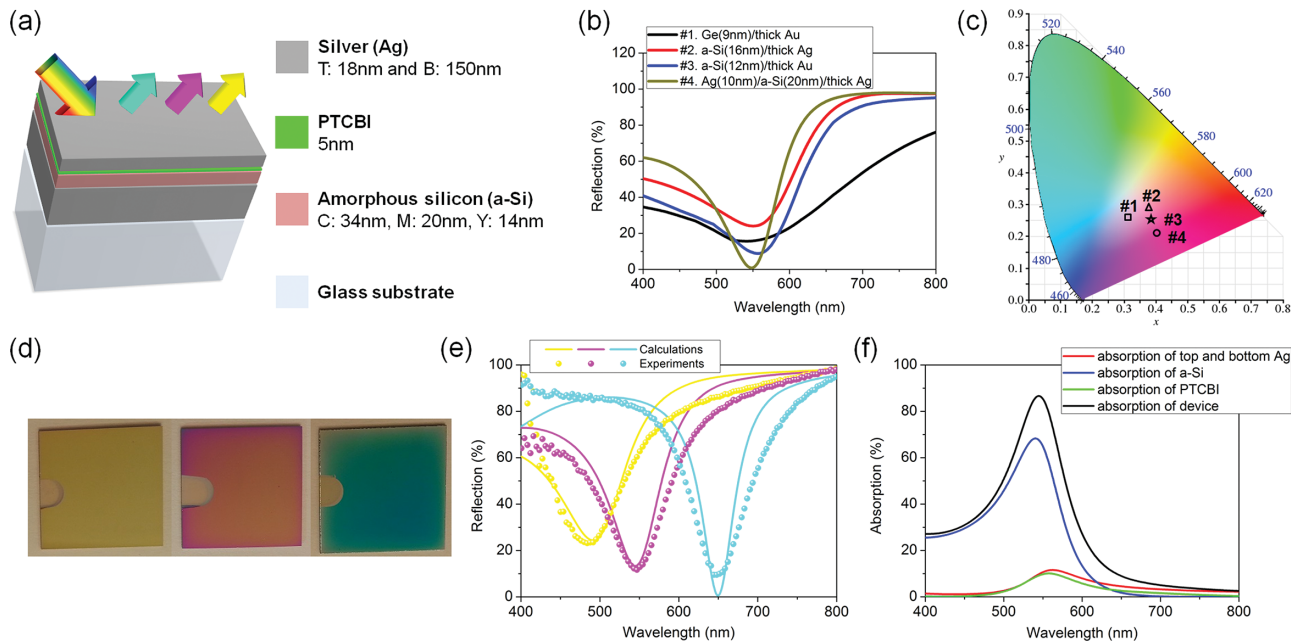 (a)
Silver (Ag)
T: 18nm and B: 150nm
PTCBI
5nm
Amorphous silicon (a-Si)
C: 34nm, M: 20nm, Y: 14nm
Glass substrate
(b)
#1. Ge(9nm)/thick Au
#2. a-Si(16nm)/thick Ag
#3. a-Si(12nm)/thick Au
#4. Ag(10nm)/a-Si(20nm)/thick Ag
120
100
80
60
40
20
0
Reflection (%)
400 500 600 700 800
Wavelength (nm)
(c)
0.9
0.8
0.7
0.6
0.5
0.4
0.3
0.2
0.1
0.0
y
0.0 0.1 0.2 0.3 0.4 0.5 0.6 0.7 0.8
x
520
540
560
500
580
600
620
740
480
460
#1
#2
#3
#4
(d)
(e)
Calculations
Experiments
100
80
60
40
20
0
Reflection (%)
400 500 600 700 800
Wavelength (nm)
(f)
absorption of top and bottom Ag
absorption of a-Si
absorption of PTCBI
absorption of device
100
80
60
40
20
0
Absorption (%)
400 500 600 700 800
Wavelength (nm)